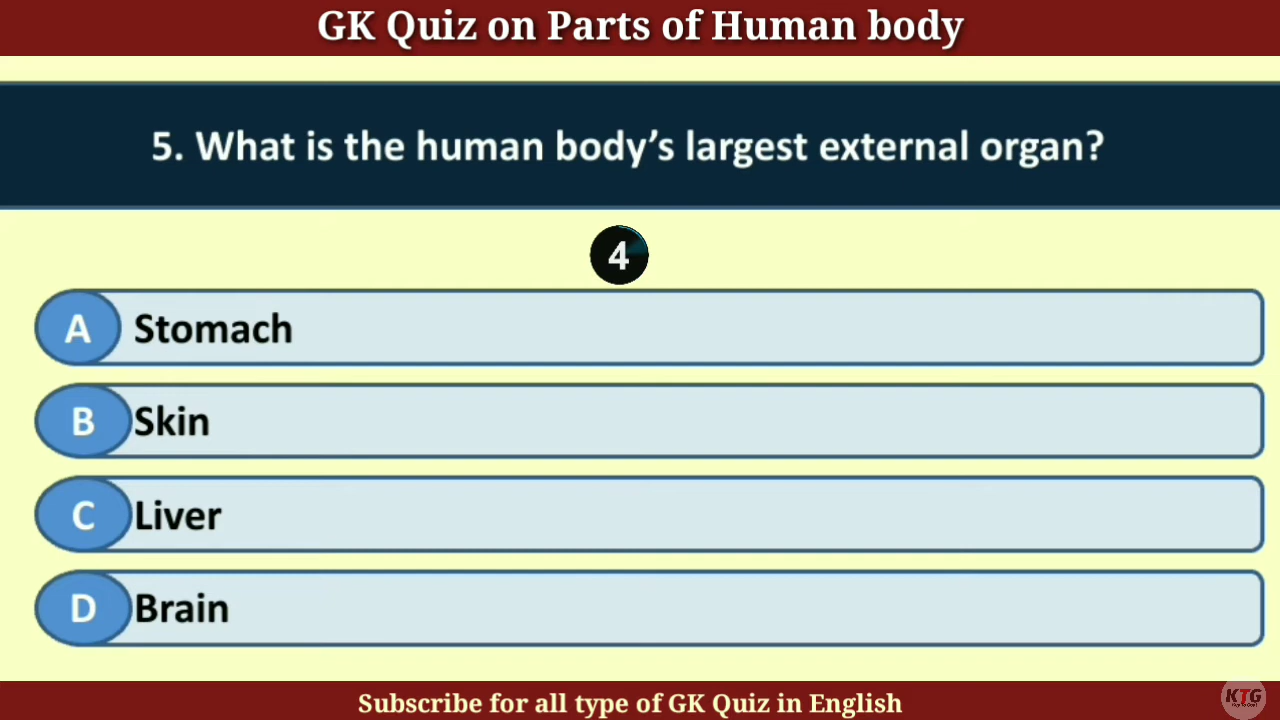 GK Quiz on Parts of Human body
5. What is the human body’s largest external organ?
4
A Stomach
B Skin
C Liver
D Brain
Subscribe for all type of GK Quiz in English
KTG